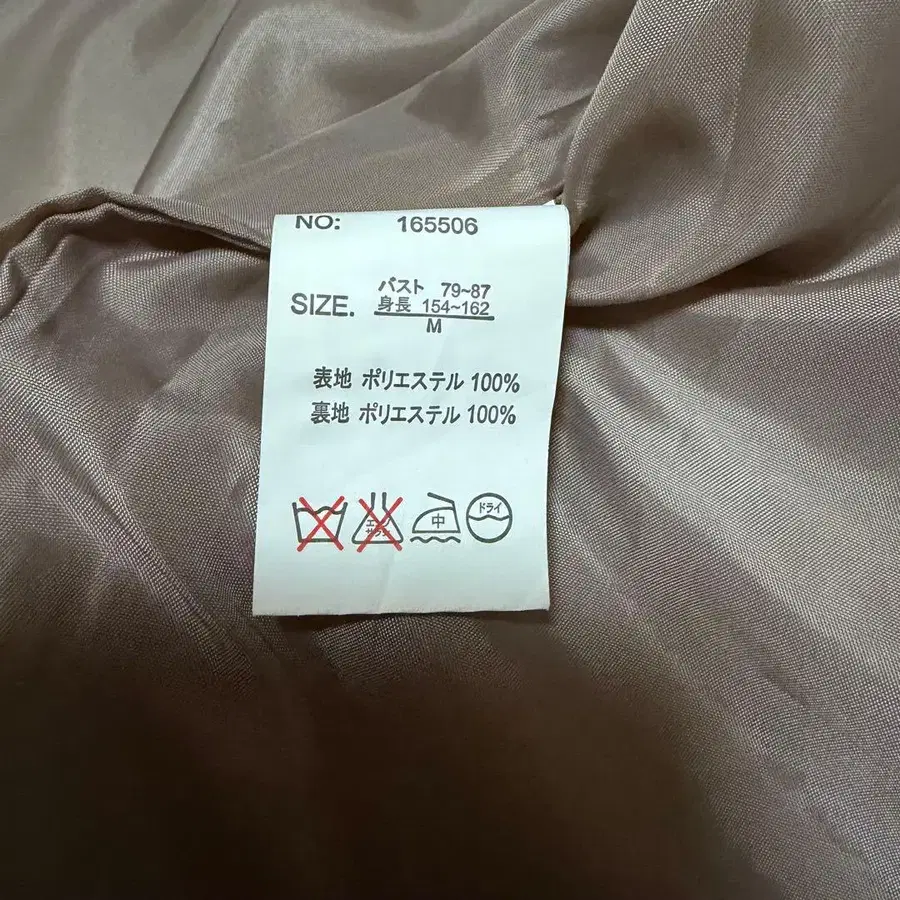 NO: 165506
バスト 79~87
SIZE. 身長 154~162
M
表地 ポリエステル 100%
裏地 ポリエステル 100%
中 ドライ